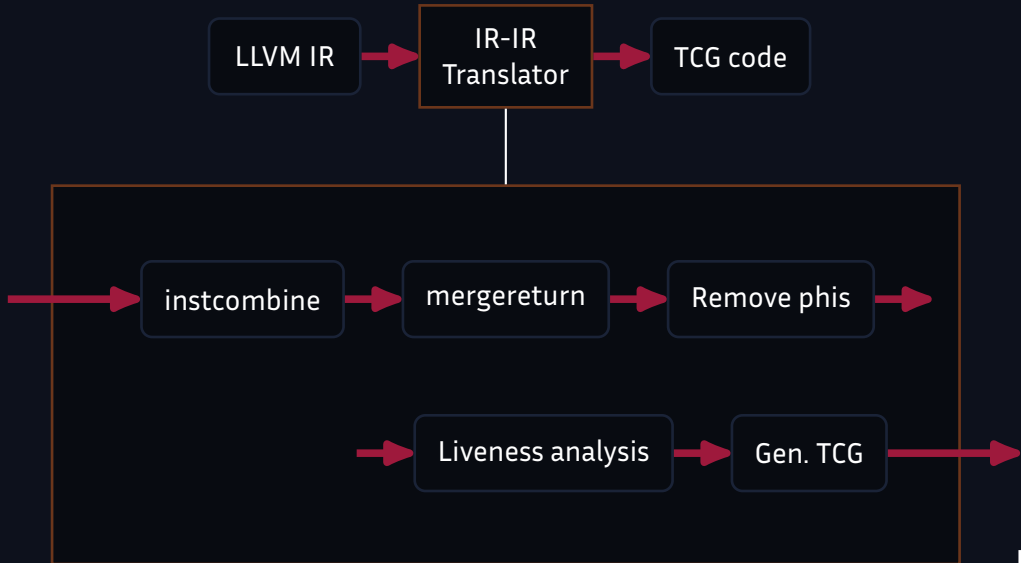 LLVM IR
IR-IR
Translator
TCG code
instcombine
mergereturn
Remove phis
Liveness analysis
Gen. TCG